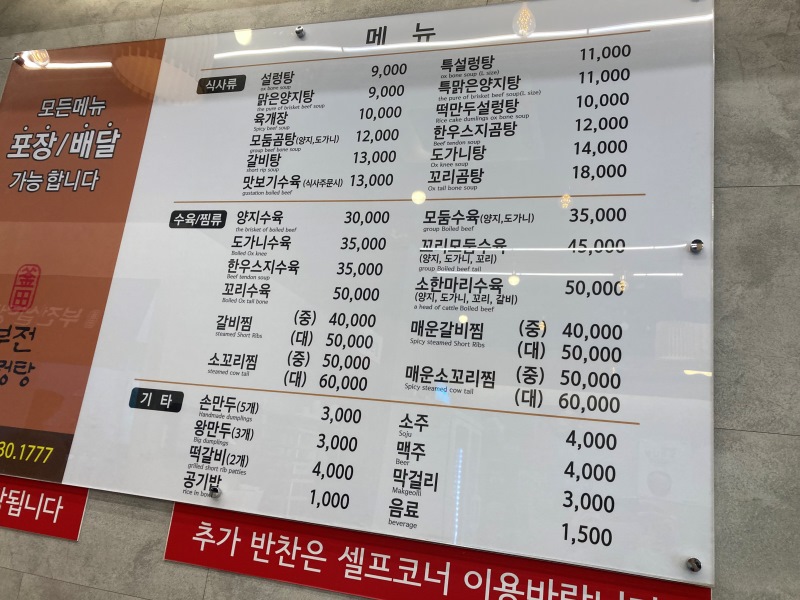 모든메뉴
포장/배달
가능합니다
釜田
부전
30.1777
메 뉴
식사류
설렁탕 9,000
ox bone soup
맑은양지탕 9,000
the pure of brisket beef soup
육개장 10,000
Spicy beef soup
모둠곰탕(양지,도가니) 12,000
group beef bone soup
갈비탕 13,000
short rip soup
맛보기수육 (식사주문시) 13,000
gustation boiled beef
특설렁탕 11,000
ox bone soup (L size)
특맑은양지탕 11,000
the pure of brisket beef soup(L size)
떡만두설렁탕 10,000
Rice cake dumlings ox bone soup
한우스지곰탕 12,000
Beef tendon soup
도가니탕 14,000
Ox knee soup
꼬리곰탕 18,000
Ox tail bone soup
수육/찜류
양지수육 30,000
the brisket of boiled beef
도가니수육 35,000
Boiled Ox knee
한우스지수육 35,000
Beef tendon soup
꼬리수육 50,000
Boiled Ox tail bone
갈비찜 (중) 40,000
steamed Short Ribs
(대) 50,000
소꼬리찜 (중) 50,000
steamed cow tail
(대) 60,000
모둠수육(양지,도가니) 35,000
group Boiled beef
꼬리모둠수육 45,000
(양지, 도가니, 꼬리)
group Boiled beef tail
소한마리수육 50,000
(양지, 도가니, 꼬리, 갈비)
a head of cattle Boiled beef
매운갈비찜 (중) 40,000
Spicy steamed Short Ribs
(대) 50,000
매운소꼬리찜 (중) 50,000
Spicy steamed cow tail
(대) 60,000
기 타
손만두(5개) 3,000
Handmade dumplings
왕만두(3개) 3,000
Big dumplings
떡갈비(2개) 4,000
grilled short rib patties
공기밥 1,000
rice in bowl
소주 4,000
Soju
맥주 4,000
Beer
막걸리 3,000
Makgeolli
음료 1,500
beverage
됩니다
추가 반찬은 셀프코너 이용바랍니다